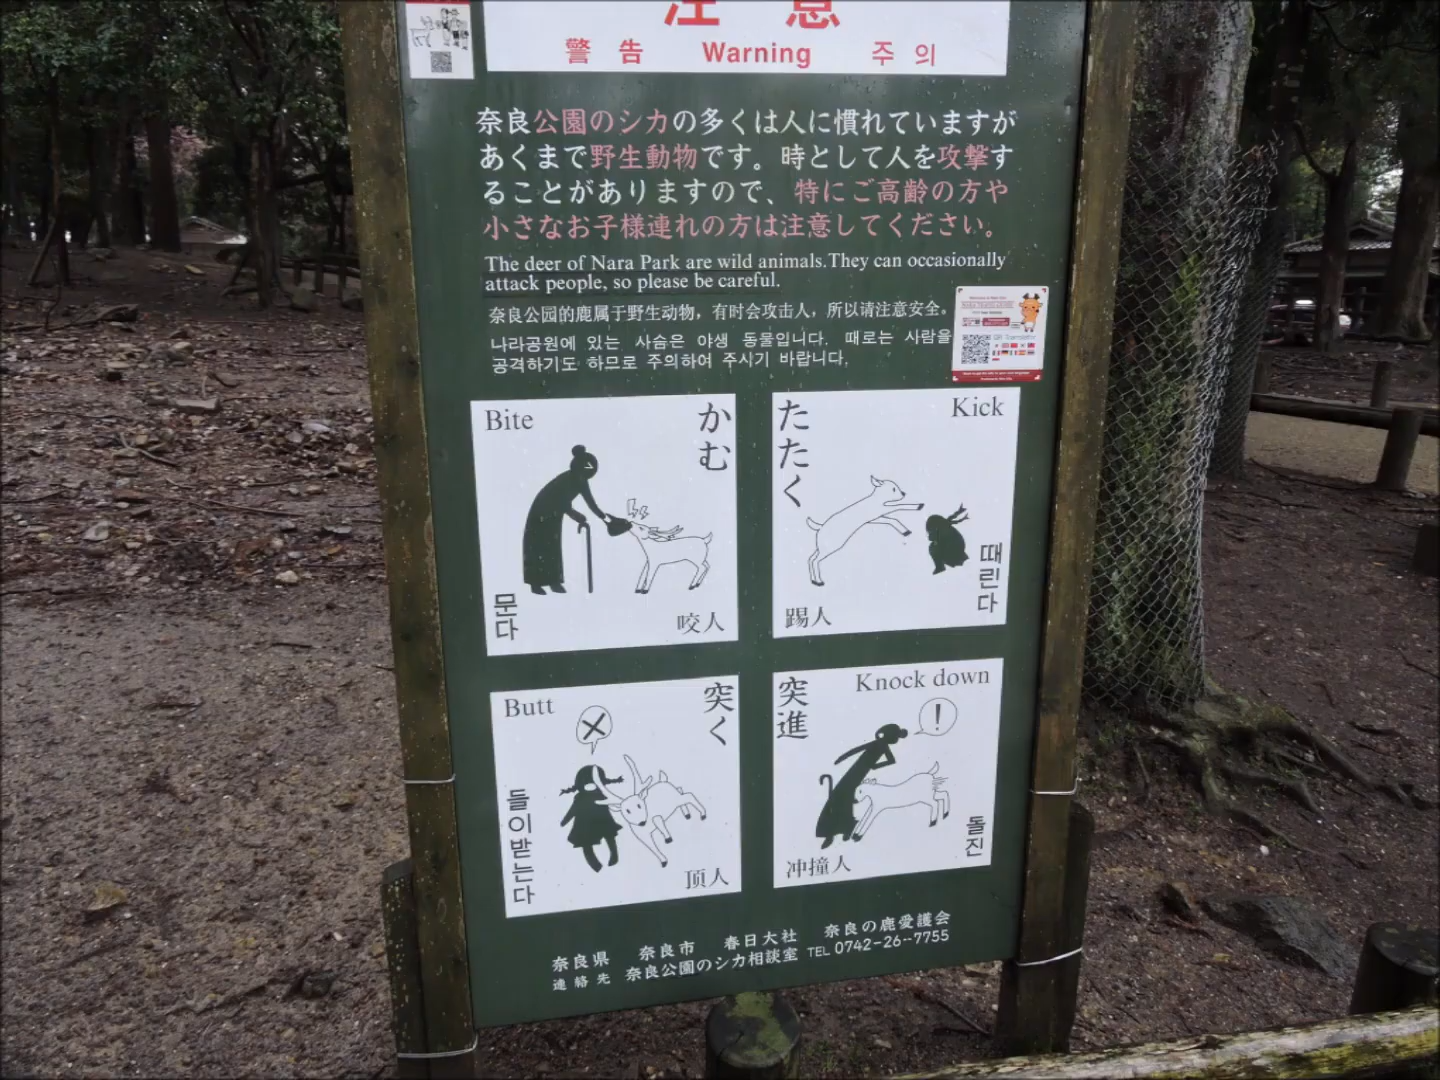 注意
警告 Warning 주의
奈良公園のシカの多くは人に慣れていますが
あくまで野生動物です。時として人を攻撃す
ることがありますので、特にご高齢の方や
小さなお子様連れの方は注意してください。
The deer of Nara Park are wild animals.They can occasionally
attack people, so please be careful.
奈良公园的鹿属于野生动物，有时会攻击人，所以请注意安全。
나라공원에 있는 사슴은 야생 동물입니다. 때로는 사람을
공격하기도 하므로 주의하여 주시기 바랍니다.
Bite
かむ
문다
咬人
たたく
Kick
때린다
踢人
Butt
突く
들이받는다
顶人
突進
Knock down
!
돌진
冲撞人
奈良県 奈良市 春日大社 奈良の鹿愛護会
連絡先 奈良公園のシカ相談室 TEL 0742-26-7755